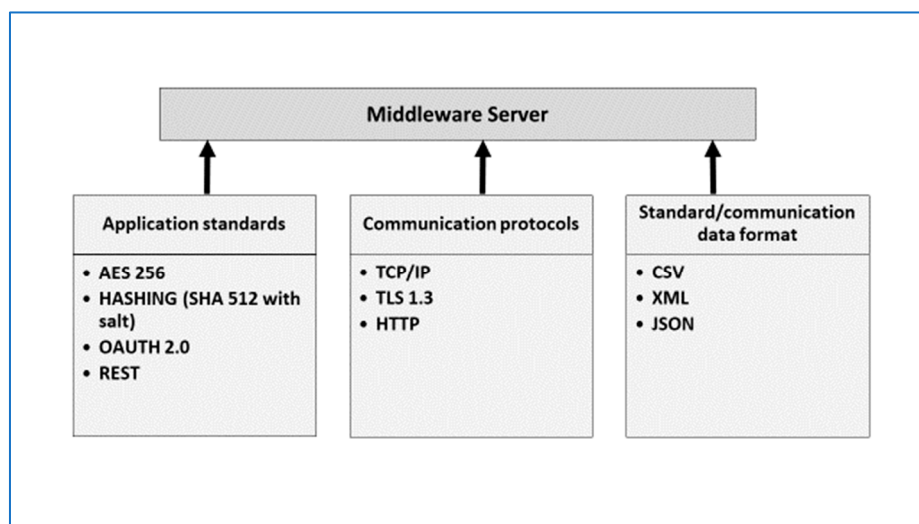 Middleware Server
Application standards
• AES 256
• HASHING (SHA 512 with
salt)
• OAUTH 2.0
• REST
Communication protocols
• TCP/IP
• TLS 1.3
• HTTP
Standard/communication
data format
• CSV
• XML
• JSON